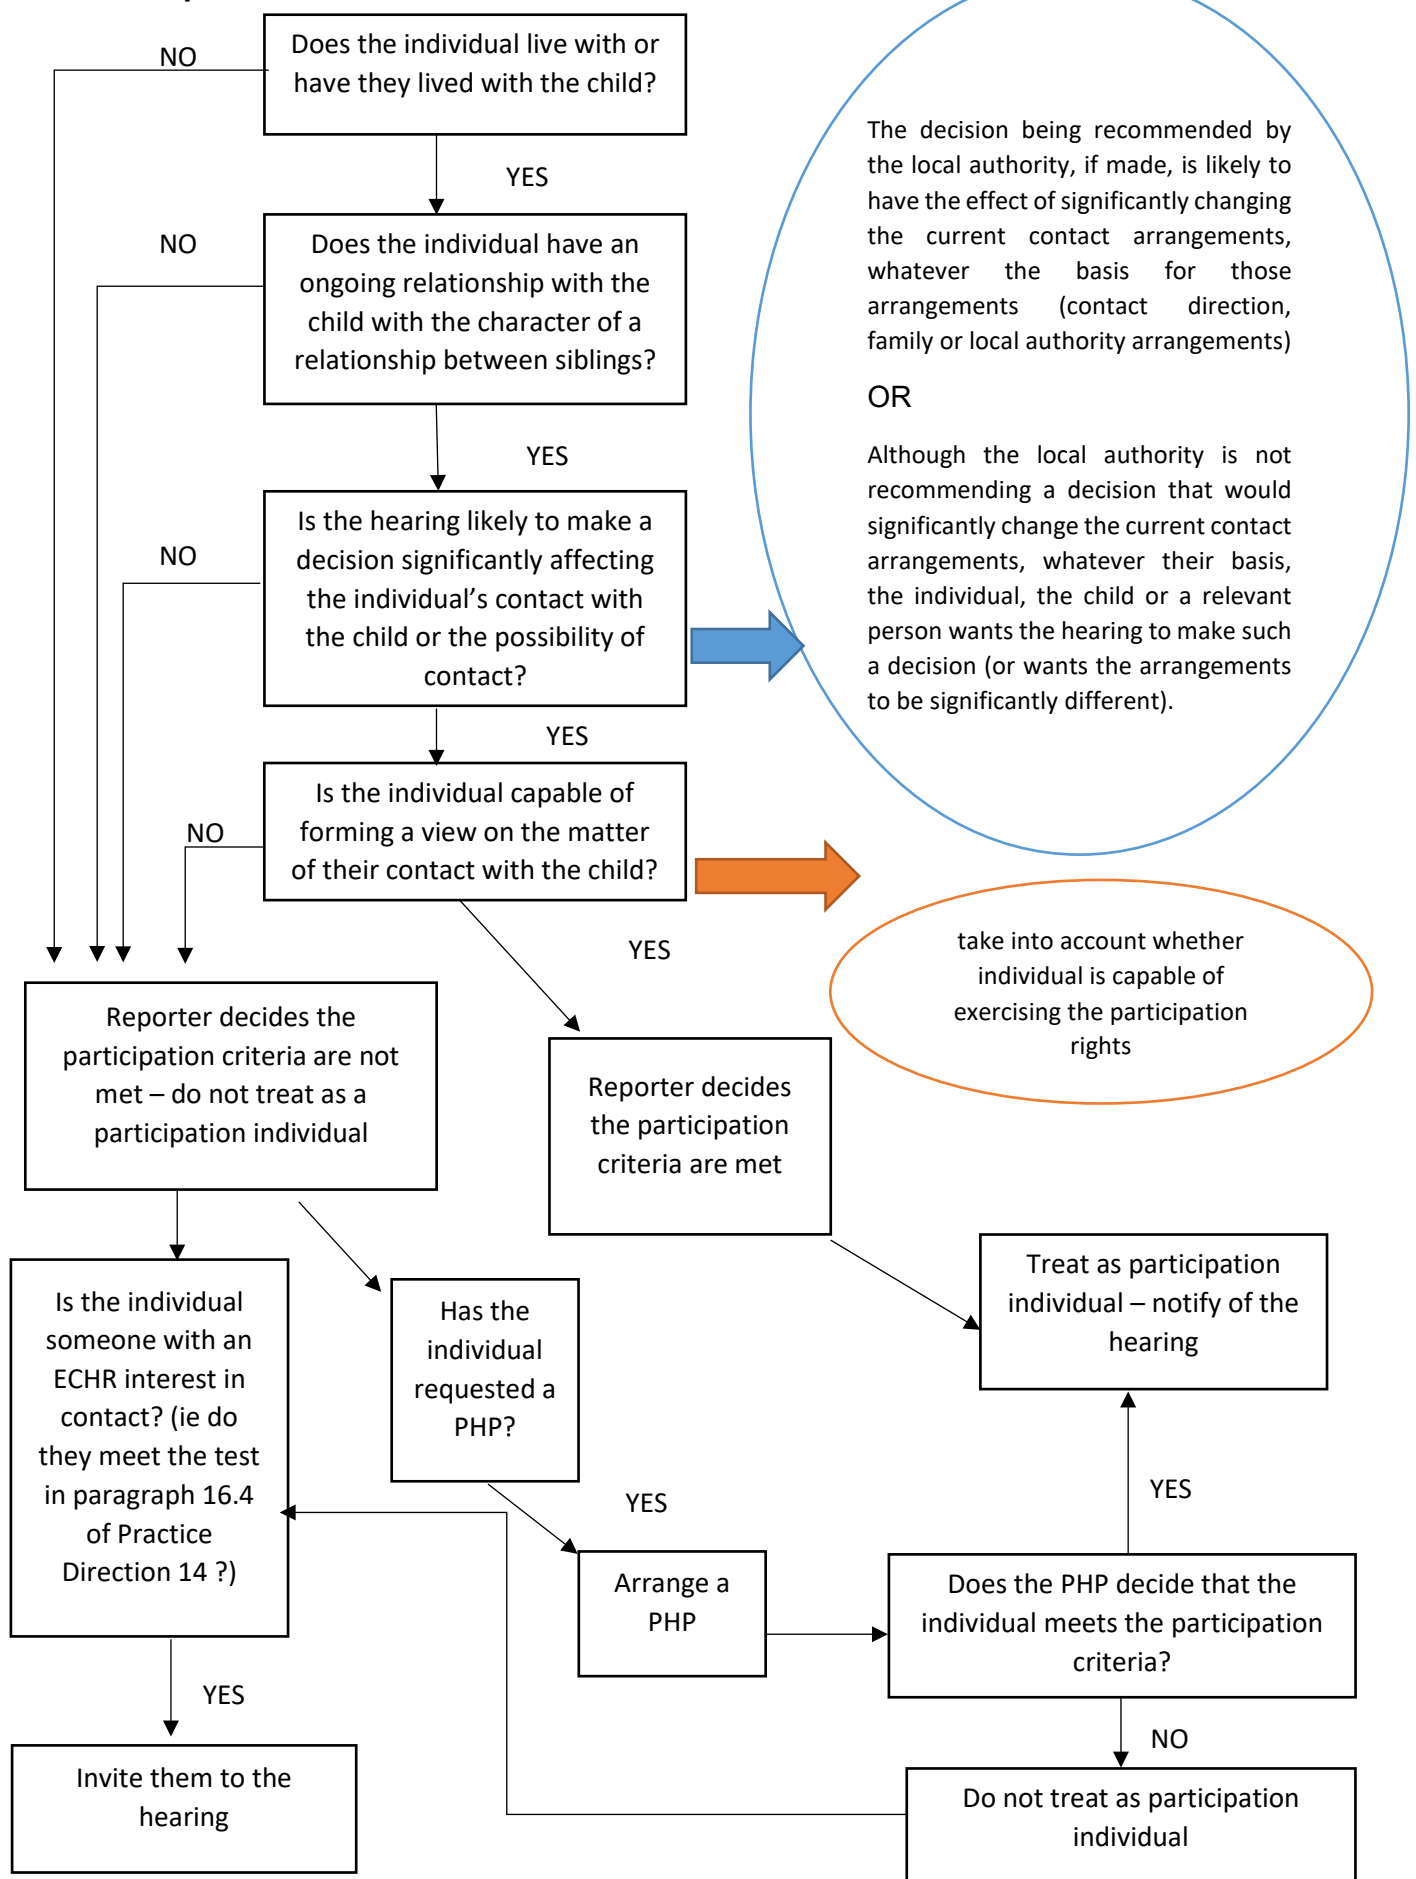 NO
Does the individual live with or
have they lived with the child?
YES
NO
Does the individual have an
ongoing relationship with the
child with the character of a
relationship between siblings?
YES
NO
Is the hearing likely to make a
decision significantly affecting
the individual’s contact with
the child or the possibility of
contact?
YES
NO
Is the individual capable of
forming a view on the matter
of their contact with the child?
YES
The decision being recommended by
the local authority, if made, is likely to
have the effect of significantly changing
the current contact arrangements,
whatever the basis for those
arrangements (contact direction,
family or local authority arrangements)
OR
Although the local authority is not
recommending a decision that would
significantly change the current contact
arrangements, whatever their basis,
the individual, the child or a relevant
person wants the hearing to make such
a decision (or wants the arrangements
to be significantly different).
take into account whether
individual is capable of
exercising the participation
rights
Reporter decides the
participation criteria are not
met – do not treat as a
participation individual
Reporter decides
the participation
criteria are met
Treat as participation
individual – notify of the
hearing
Is the individual
someone with an
ECHR interest in
contact? (ie do
they meet the test
in paragraph 16.4
of Practice
Direction 14 ?)
Has the
individual
requested a
PHP?
YES
YES
Arrange a
PHP
Does the PHP decide that the
individual meets the participation
criteria?
YES
NO
Invite them to the
hearing
Do not treat as participation
individual